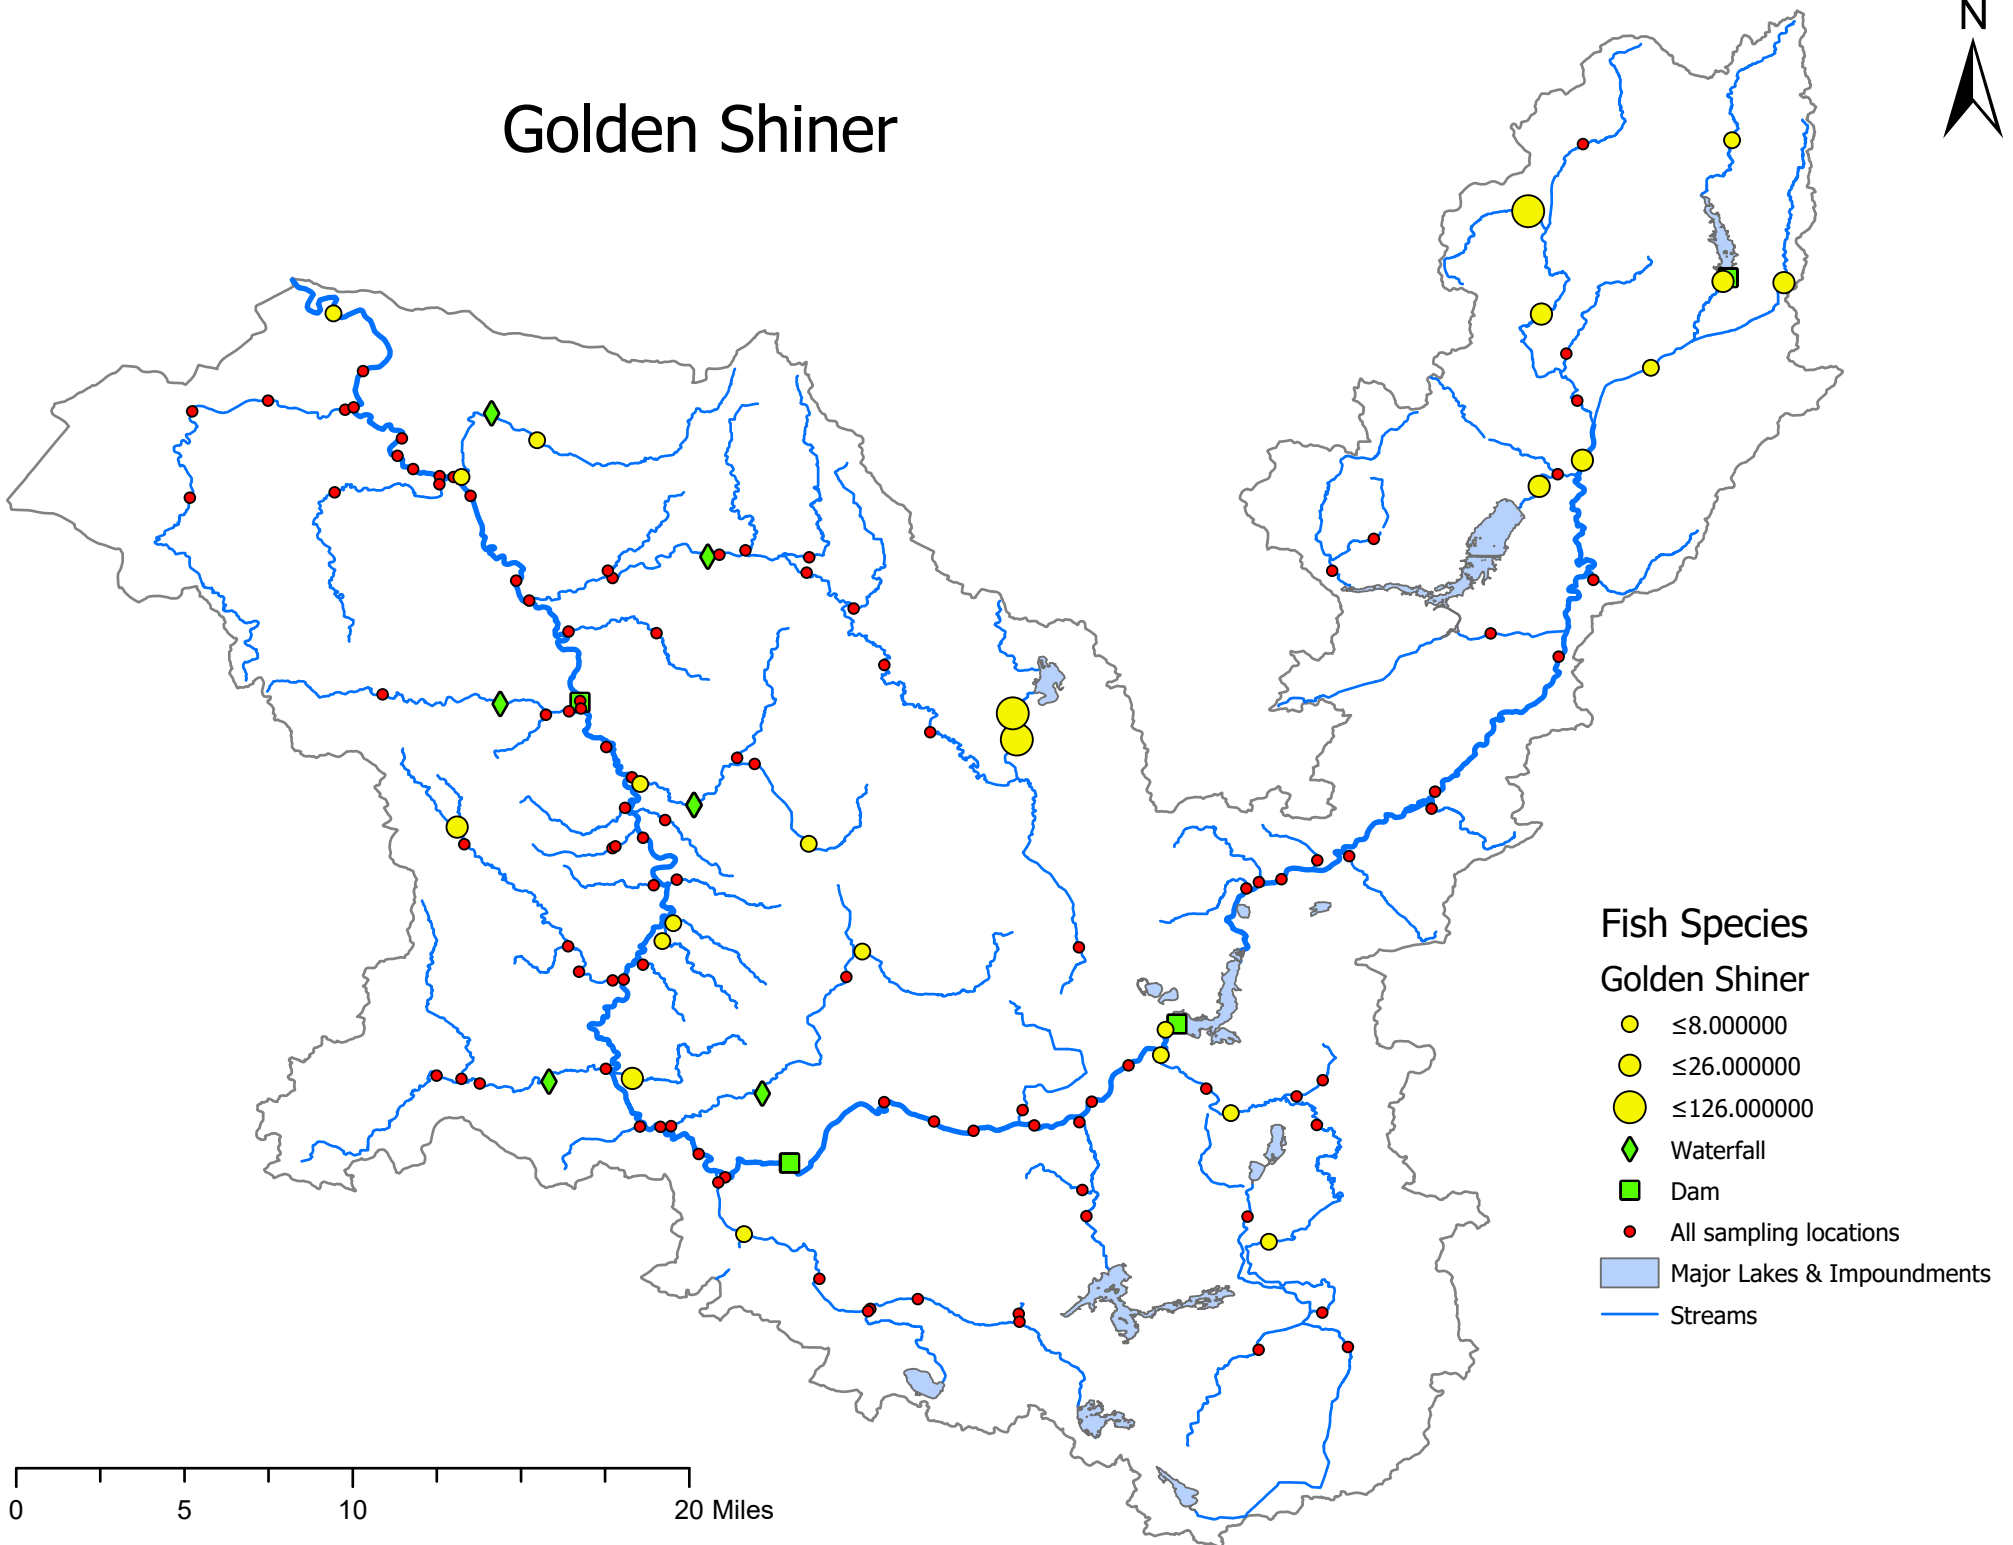 N
Golden Shiner
Fish Species
Golden Shiner
≤8.000000
≤26.000000
≤126.000000
Waterfall
Dam
All sampling locations
Major Lakes & Impoundments
Streams
0 5 10 20 Miles